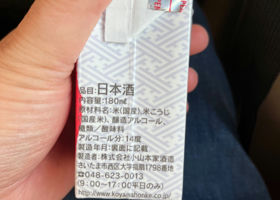 品目:日本酒
内容量:180mℓ
原材料名:米(国産)、米こうじ
(国産米)、醸造アルコール、
糖類／酸味料
アルコール分:14度
製造年月:裏面に記載
製造者:株式会社小山本家酒造
さいたま市西区大字指扇1798番地
☎048-623-0013
(9:00〜17:00平日のみ)
http://www.koyamahonke.co.jp/